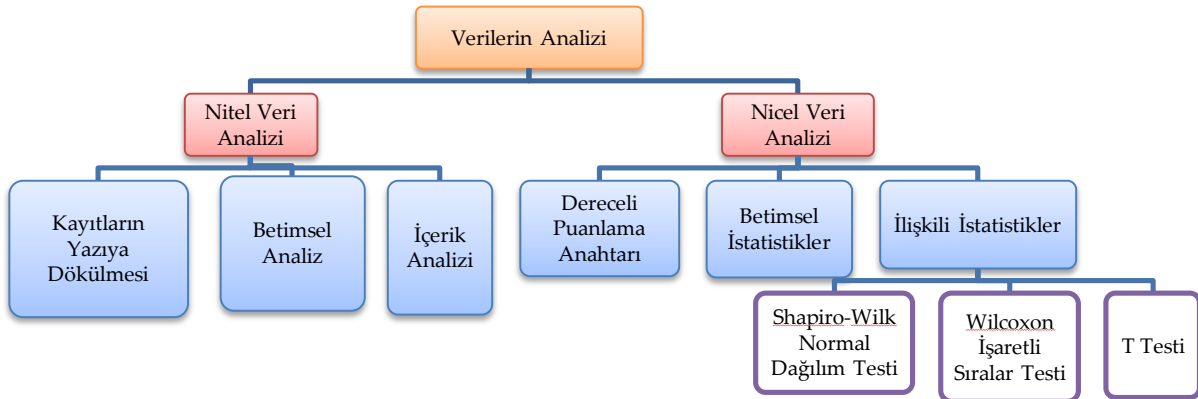 Verilerin Analizi
Nitel Veri
Analizi
Nicel Veri
Analizi
Kayıtların
Yazıya
Dökülmesi
Betimsel
Analiz
İçerik
Analizi
Dereceli
Puanlama
Anahtarı
Betimsel
İstatistikler
İlişkili İstatistikler
Shapiro-Wilk
Normal
Dağılım Testi
Wilcoxon
İşaretli
Sıralar Testi
T Testi